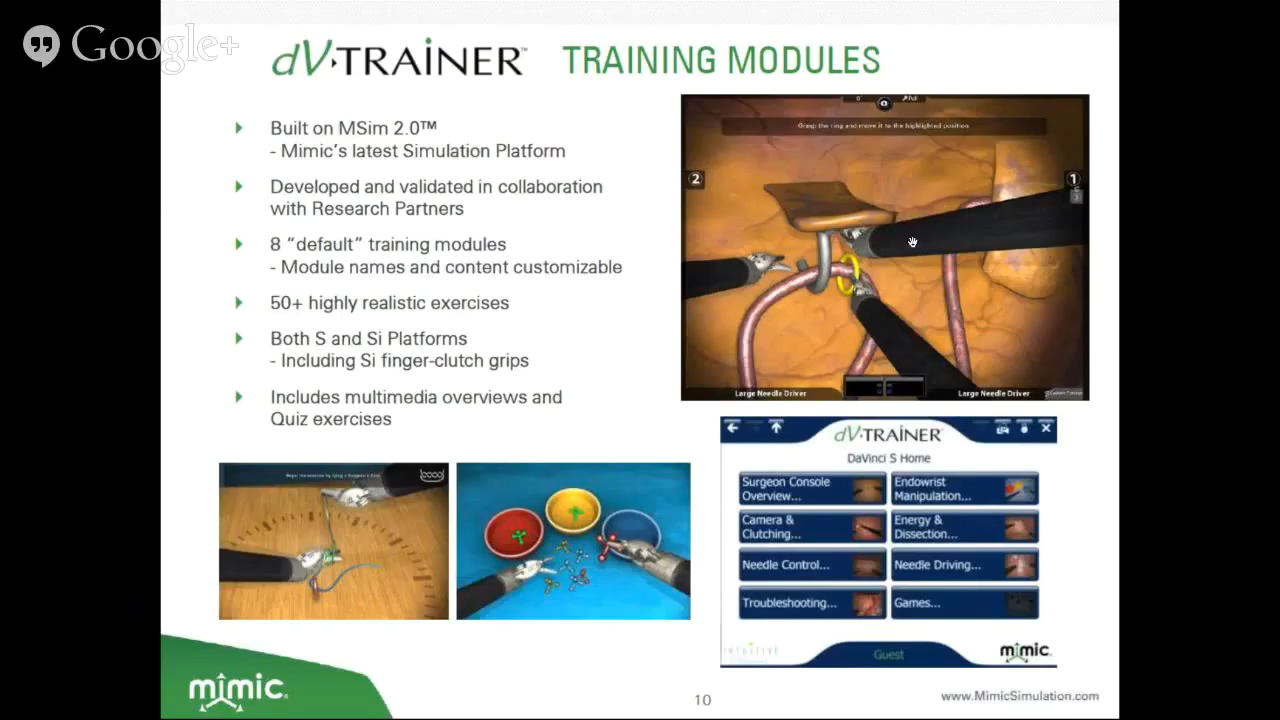 Google+
dV·TRAINER™ TRAINING MODULES
Built on MSim 2.0™
- Mimic's latest Simulation Platform
Developed and validated in collaboration
with Research Partners
8 "default" training modules
- Module names and content customizable
50+ highly realistic exercises
Both S and Si Platforms
- Including Si finger-clutch grips
Includes multimedia overviews and
Quiz exercises
Grasp the ring and move it to the highlighted position.
2
1
3
Large Needle Driver
Large Needle Driver
dV·TRAINER™
DaVinci S Home
Surgeon Console
Overview...
Endowrist
Manipulation...
Camera &
Clutching...
Energy &
Dissection...
Needle Control...
Needle Driving...
Troubleshooting...
Games...
INTUITIVE
Guest
mimic
mimic
10
www.MimicSimulation.com